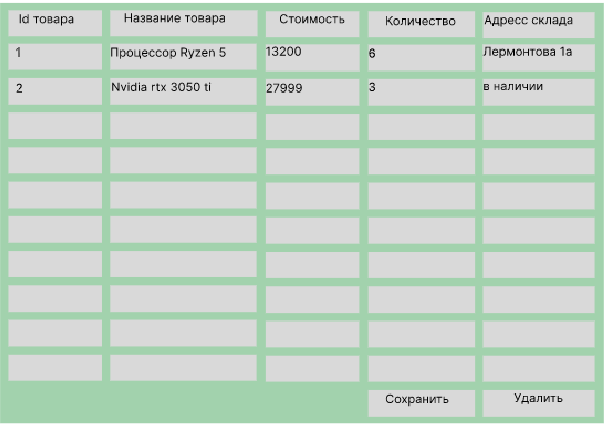 Id товара Название товара Стоимость Количество Адресс склада
1 Процессор Ryzen 5 13200 6 Лермонтова 1а
2 Nvidia rtx 3050 ti 27999 3 в наличии
Сохранить Удалить